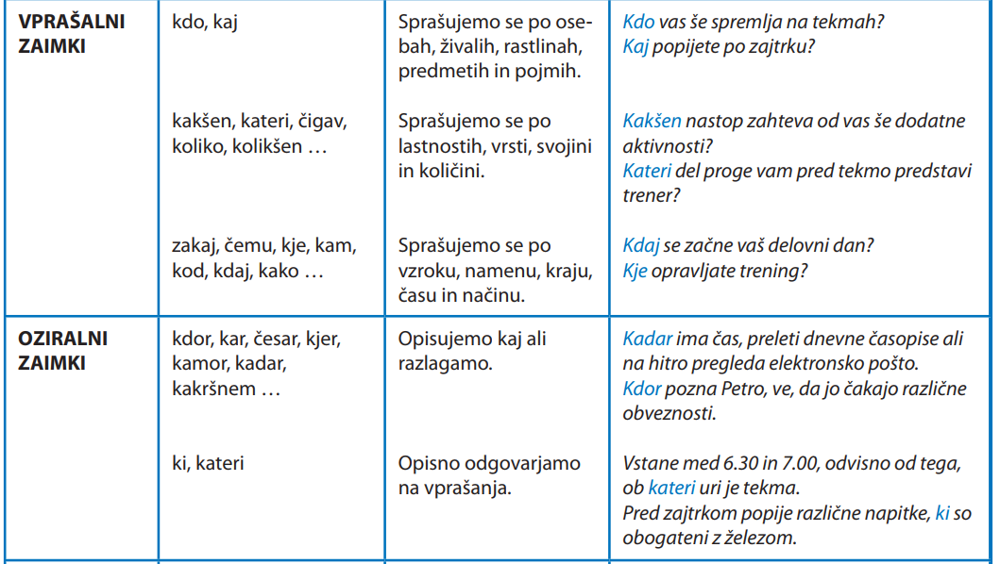 VPRAŠALNI
ZAIMKI
kdo, kaj
Sprašujemo se po ose-
bah, živalih, rastlinah,
predmetih in pojmih.
Kdo vas še spremlja na tekmah?
Kaj popijete po zajtrku?
kakšen, kateri, čigav,
koliko, kolikšen …
Sprašujemo se po
lastnostih, vrsti, svojini
in količini.
Kakšen nastop zahteva od vas še dodatne
aktivnosti?
Kateri del proge vam pred tekmo predstavi
trener?
zakaj, čemu, kje, kam,
kod, kdaj, kako …
Sprašujemo se po
vzroku, namenu, kraju,
času in načinu.
Kdaj se začne vaš delovni dan?
Kje opravljate trening?
OZIRALNI
ZAIMKI
kdor, kar, česar, kjer,
kamor, kadar,
kakršnem …
Opisujemo kaj ali
razlagamo.
Kadar ima čas, preleti dnevne časopise ali
na hitro pregleda elektronsko pošto.
Kdor pozna Petro, ve, da jo čakajo različne
obveznosti.
ki, kateri
Opisno odgovarjamo
na vprašanja.
Vstane med 6.30 in 7.00, odvisno od tega,
ob kateri uri je tekma.
Pred zajtrkom popije različne napitke, ki so
obogateni z železom.